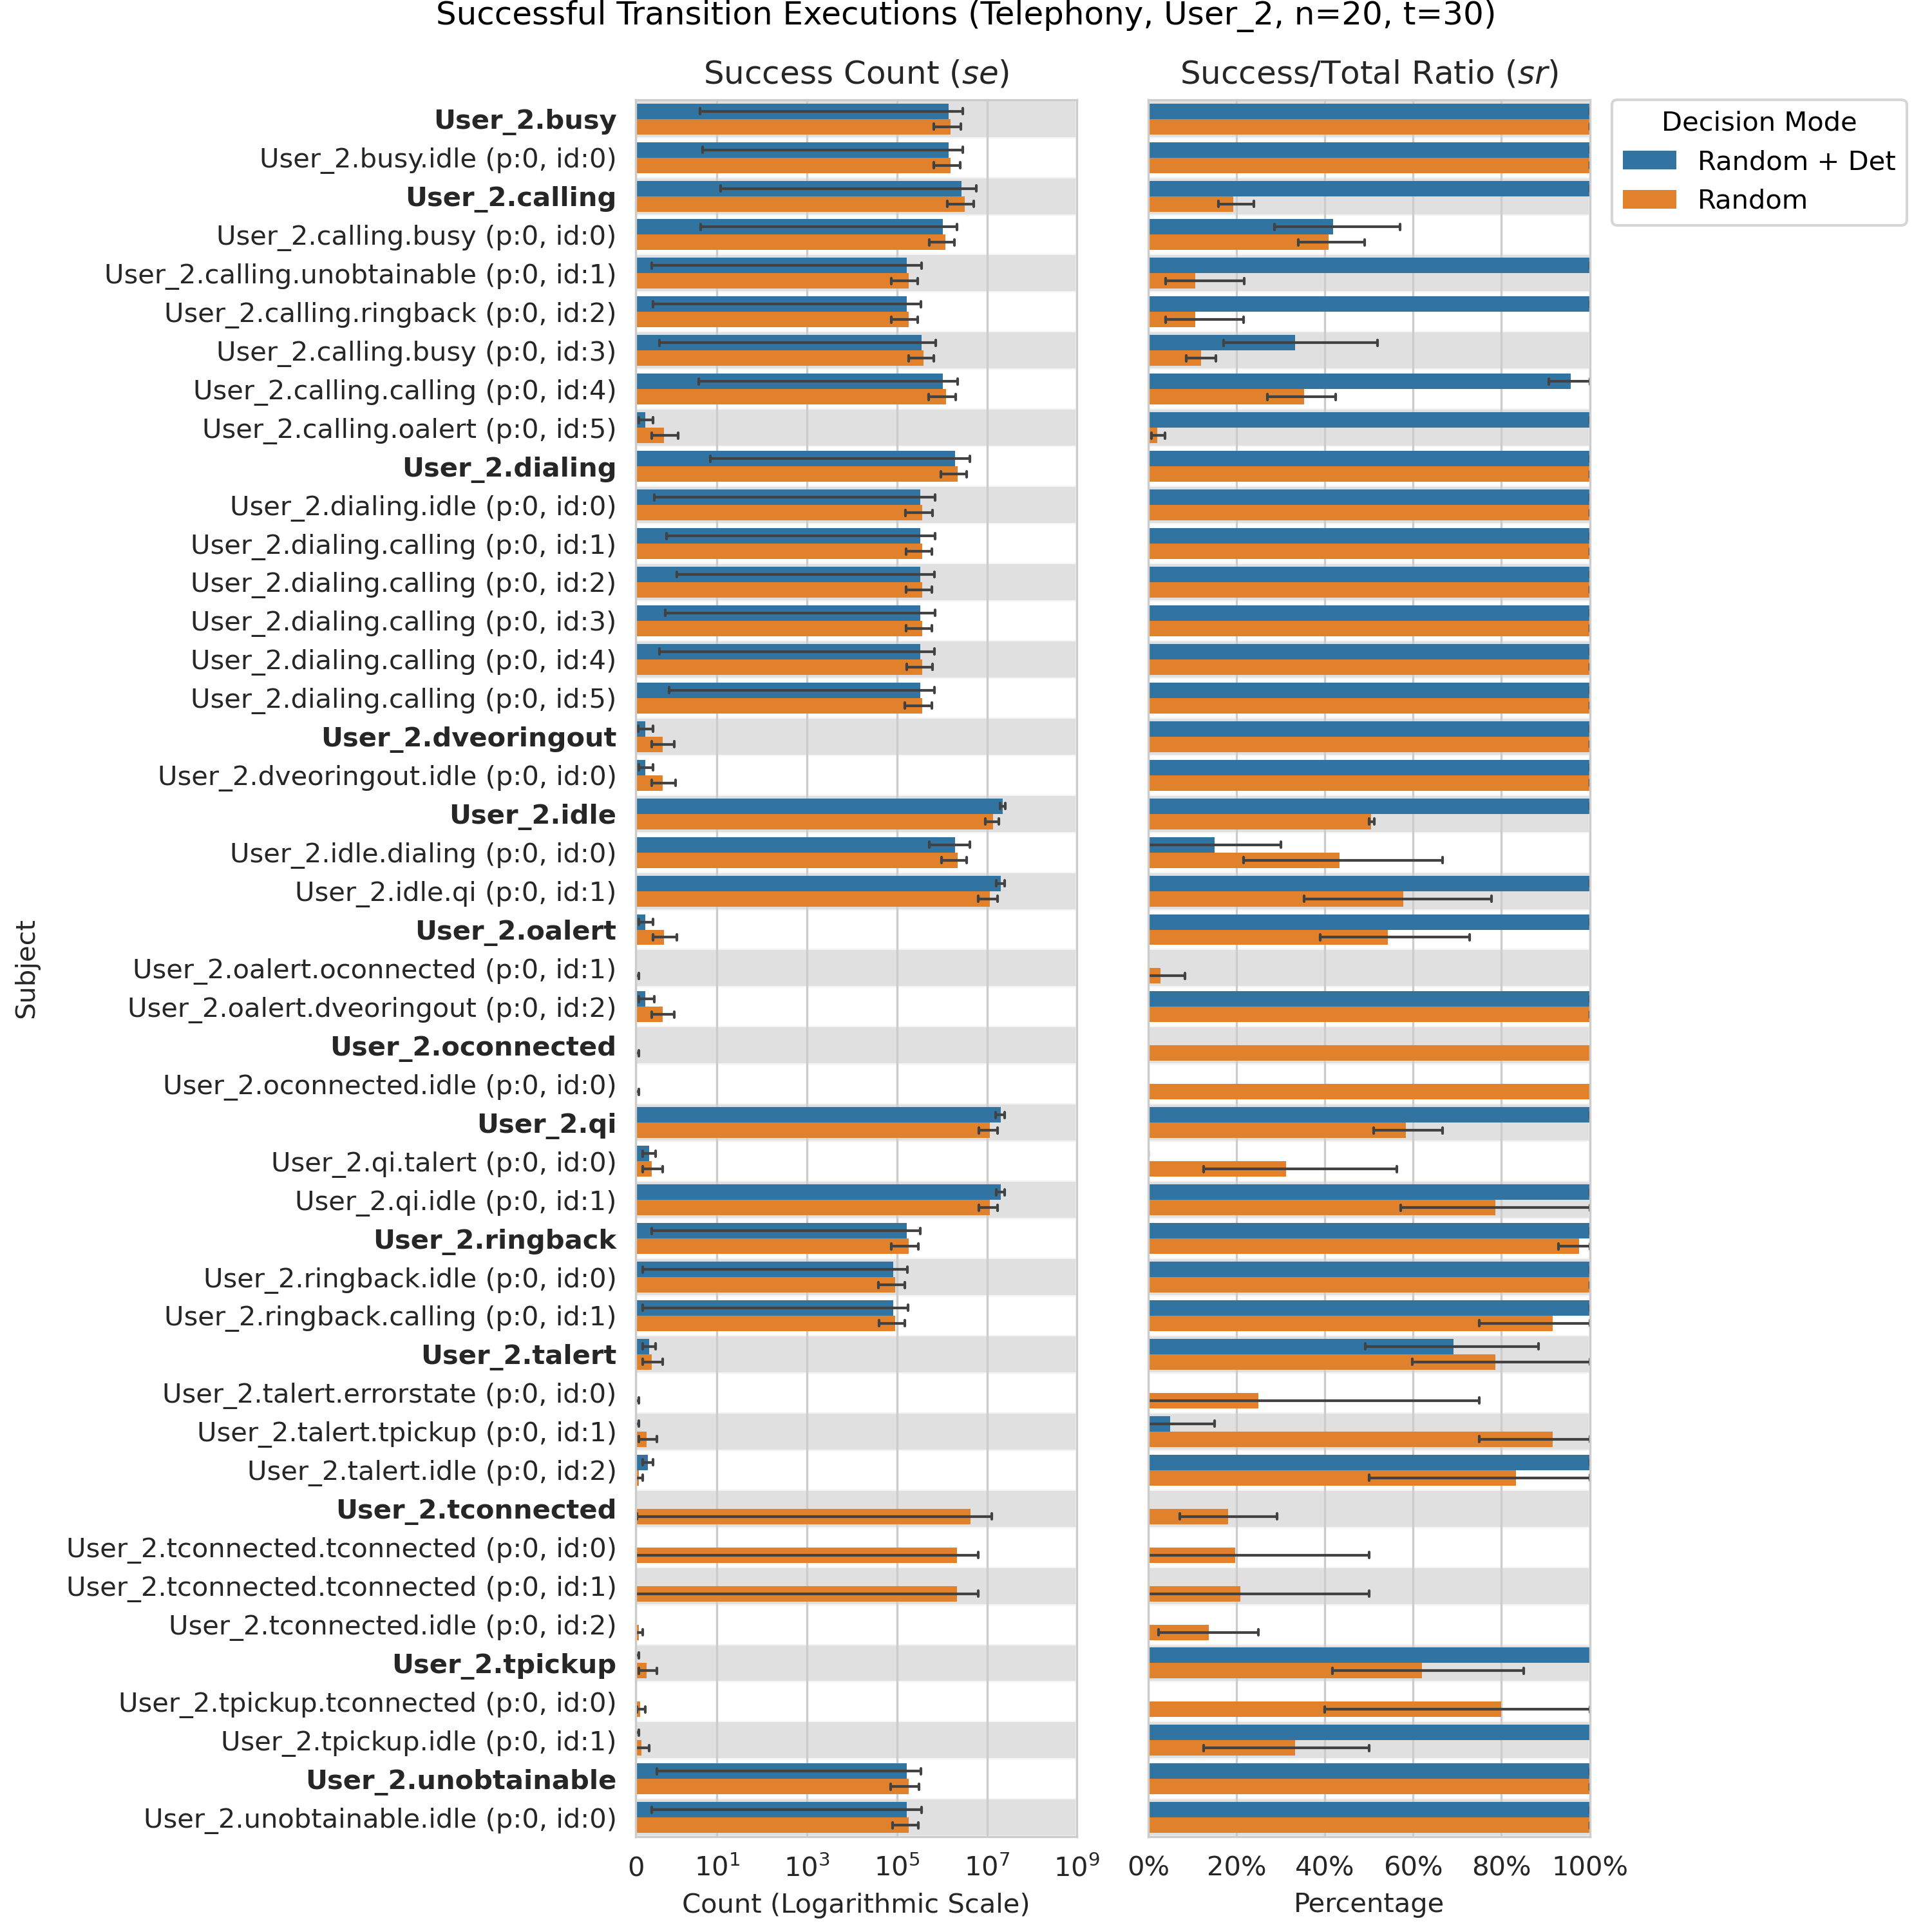 Successful Transition Executions (Telephony, User_2, n=20, t=30)
Success Count (se)
Success/Total Ratio (sr)
Decision Mode
Random + Det
Random
Subject
User_2.busy
User_2.busy.idle (p:0, id:0)
User_2.calling
User_2.calling.busy (p:0, id:0)
User_2.calling.unobtainable (p:0, id:1)
User_2.calling.ringback (p:0, id:2)
User_2.calling.busy (p:0, id:3)
User_2.calling.calling (p:0, id:4)
User_2.calling.oalert (p:0, id:5)
User_2.dialing
User_2.dialing.idle (p:0, id:0)
User_2.dialing.calling (p:0, id:1)
User_2.dialing.calling (p:0, id:2)
User_2.dialing.calling (p:0, id:3)
User_2.dialing.calling (p:0, id:4)
User_2.dialing.calling (p:0, id:5)
User_2.dveoringout
User_2.dveoringout.idle (p:0, id:0)
User_2.idle
User_2.idle.dialing (p:0, id:0)
User_2.idle.qi (p:0, id:1)
User_2.oalert
User_2.oalert.oconnected (p:0, id:1)
User_2.oalert.dveoringout (p:0, id:2)
User_2.oconnected
User_2.oconnected.idle (p:0, id:0)
User_2.qi
User_2.qi.talert (p:0, id:0)
User_2.qi.idle (p:0, id:1)
User_2.ringback
User_2.ringback.idle (p:0, id:0)
User_2.ringback.calling (p:0, id:1)
User_2.talert
User_2.talert.errorstate (p:0, id:0)
User_2.talert.tpickup (p:0, id:1)
User_2.talert.idle (p:0, id:2)
User_2.tconnected
User_2.tconnected.tconnected (p:0, id:0)
User_2.tconnected.tconnected (p:0, id:1)
User_2.tconnected.idle (p:0, id:2)
User_2.tpickup
User_2.tpickup.tconnected (p:0, id:0)
User_2.tpickup.idle (p:0, id:1)
User_2.unobtainable
User_2.unobtainable.idle (p:0, id:0)
0 10¹ 10³ 10⁵ 10⁷ 10⁹
0% 20% 40% 60% 80% 100%
Count (Logarithmic Scale)
Percentage